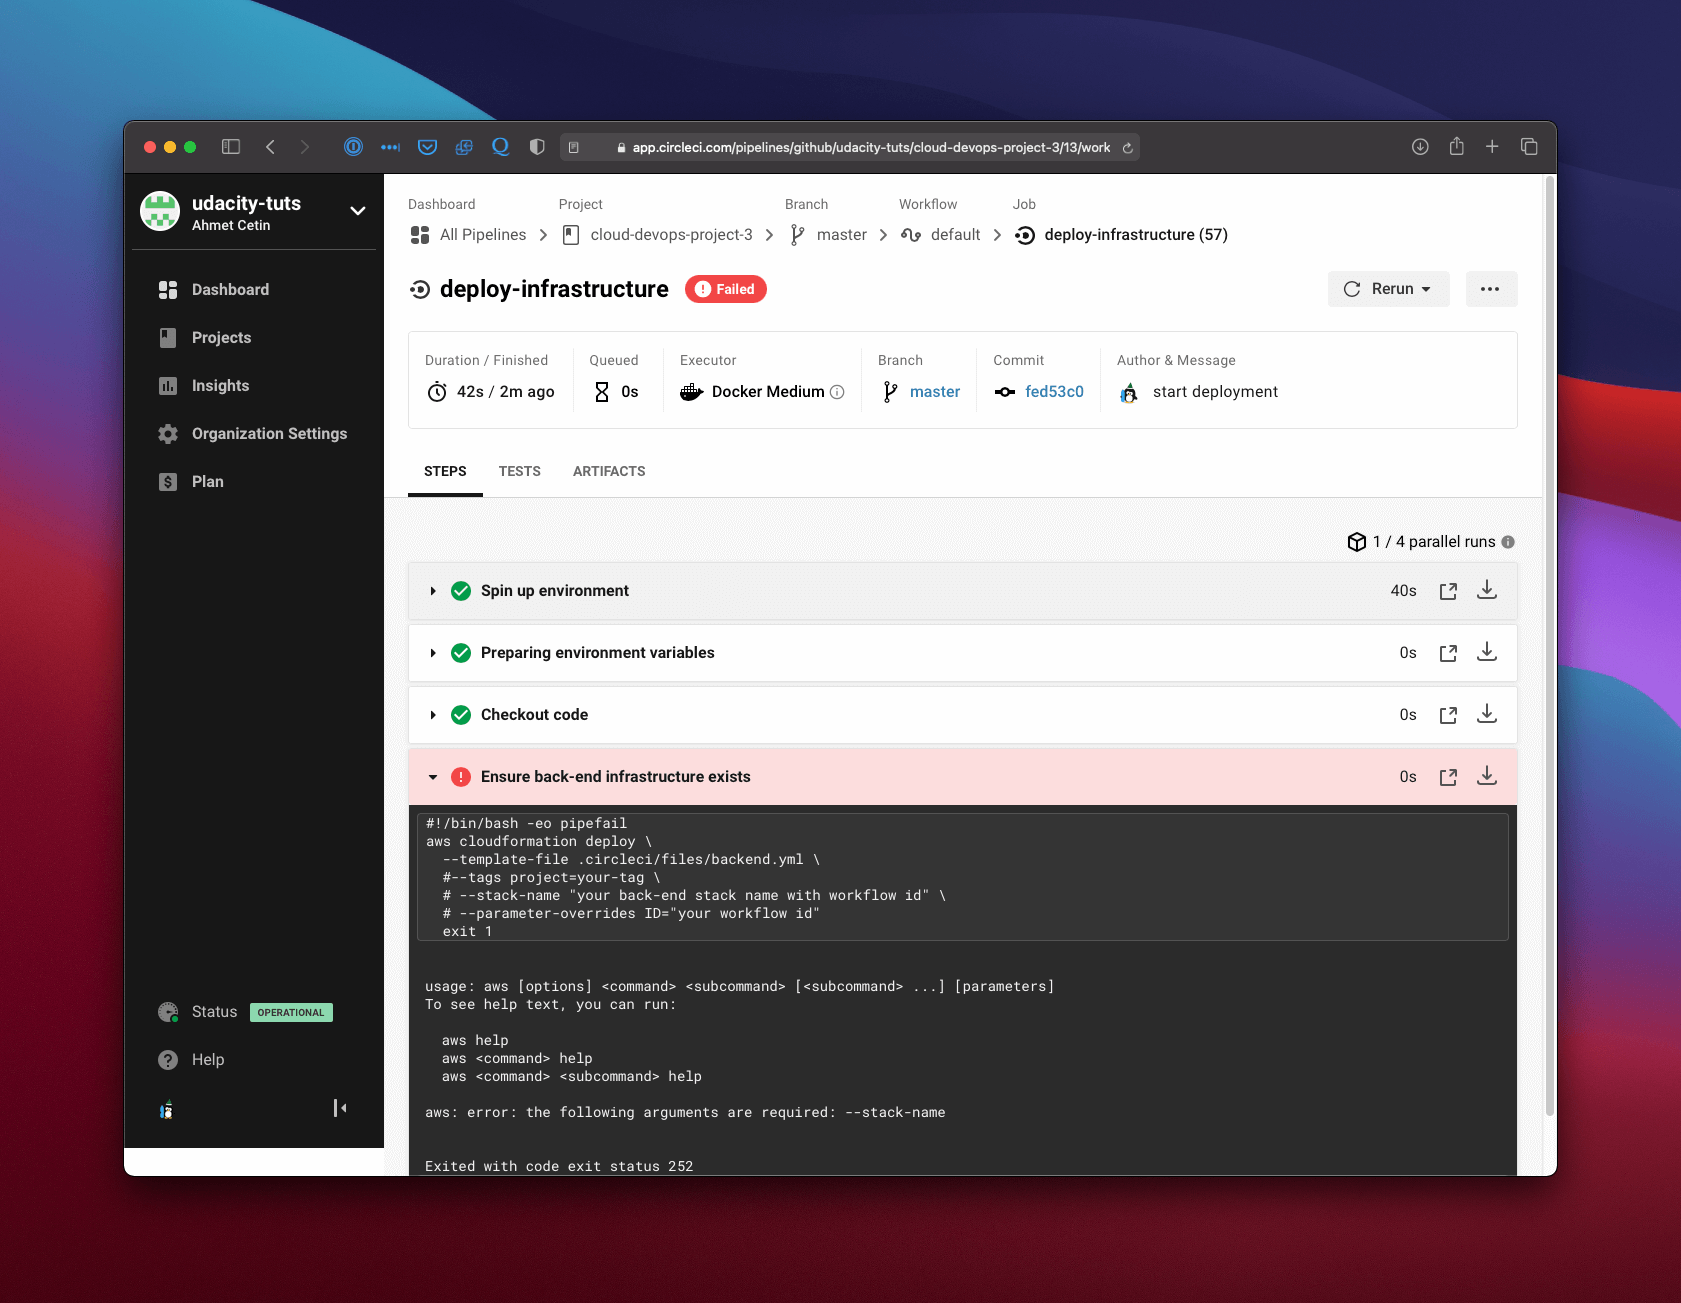 app.circleci.com/pipelines/github/udacity-tuts/cloud-devops-project-3/13/work
udacity-tuts
Ahmet Cetin
Dashboard
Projects
Insights
Organization Settings
Plan
Status OPERATIONAL
Help
Dashboard Project Branch Workflow Job
All Pipelines cloud-devops-project-3 master default deploy-infrastructure (57)
deploy-infrastructure Failed
Rerun
Duration / Finished Queued Executor Branch Commit Author & Message
42s / 2m ago 0s Docker Medium master fed53c0 start deployment
STEPS TESTS ARTIFACTS
1 / 4 parallel runs
Spin up environment 40s
Preparing environment variables 0s
Checkout code 0s
Ensure back-end infrastructure exists 0s
#!/bin/bash -eo pipefail
aws cloudformation deploy \
--template-file .circleci/files/backend.yml \
#--tags project=your-tag \
# --stack-name "your back-end stack name with workflow id" \
# --parameter-overrides ID="your workflow id"
exit 1
usage: aws [options] <command> <subcommand> [<subcommand> ...] [parameters]
To see help text, you can run:
aws help
aws <command> help
aws <command> <subcommand> help
aws: error: the following arguments are required: --stack-name
Exited with code exit status 252